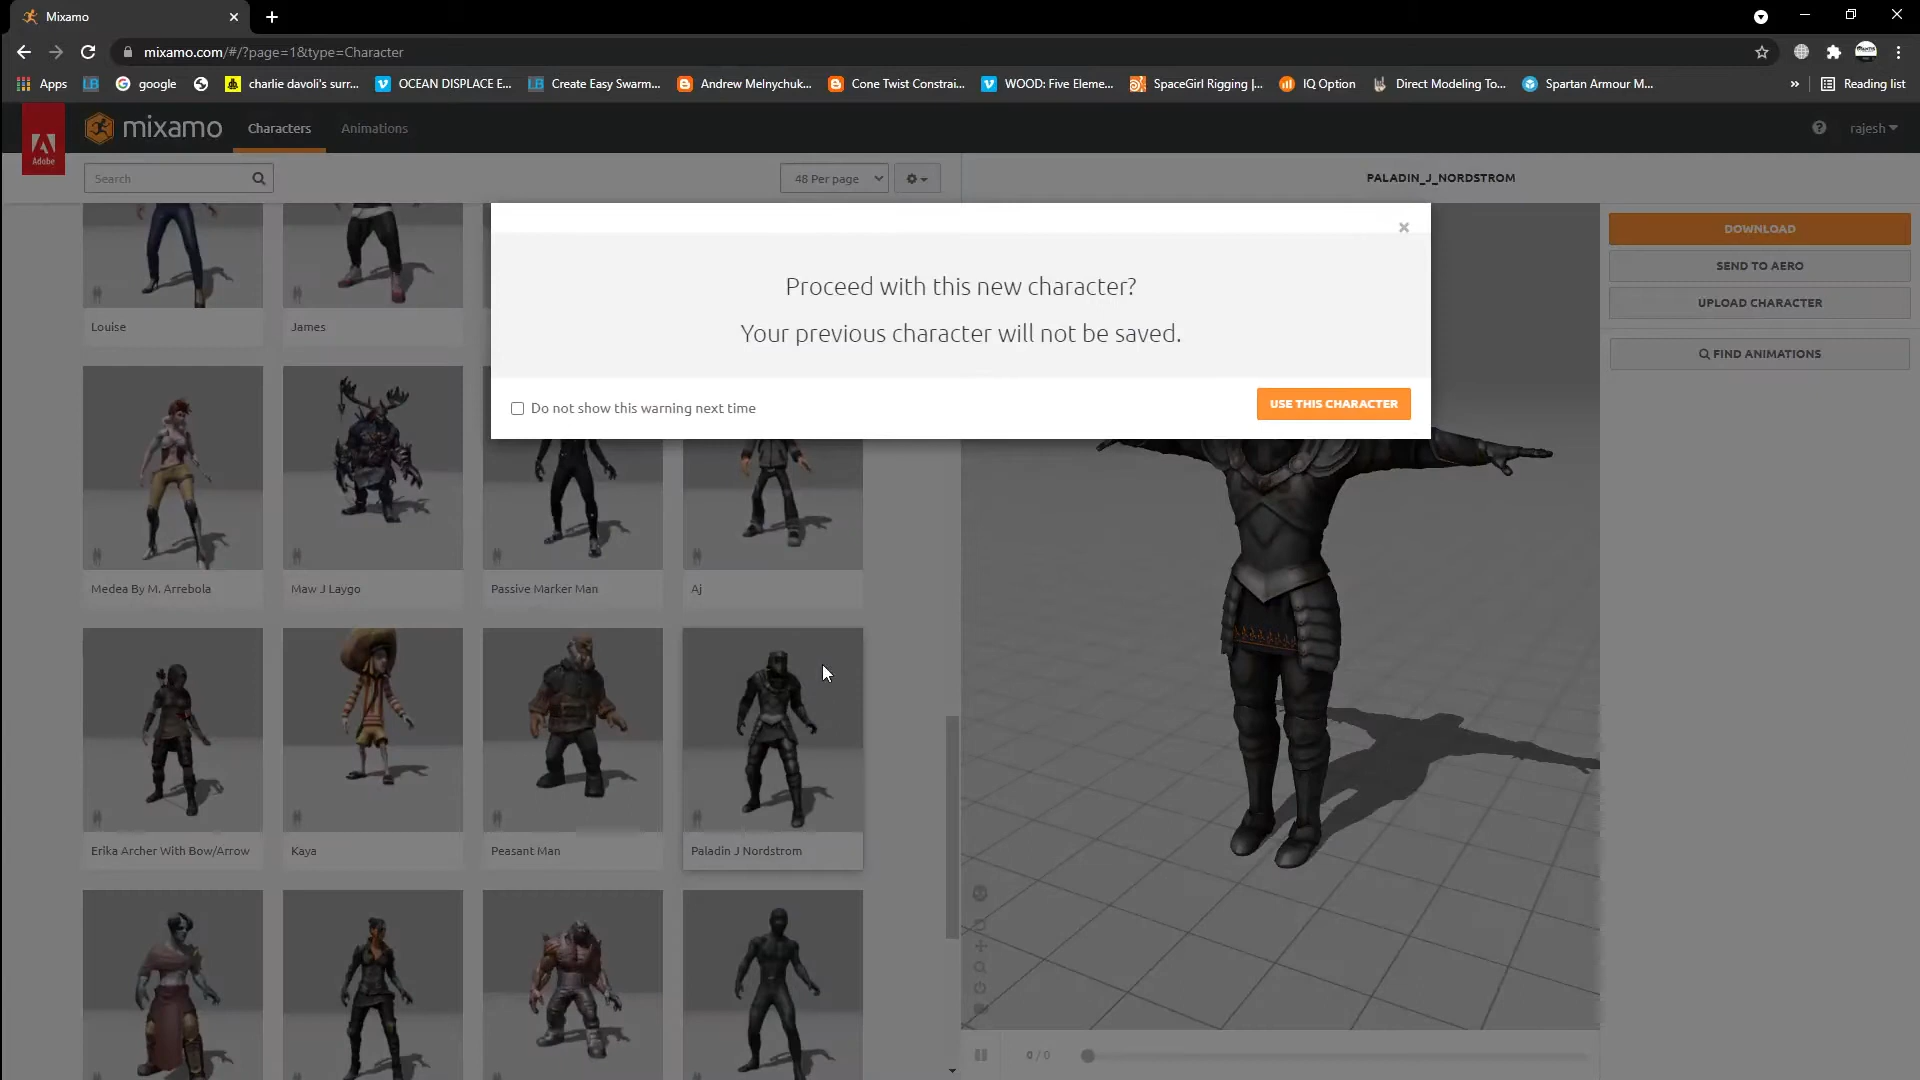 Mixamo
mixamo.com/#/?page=1&type=Character
Apps
LB
google
charlie davoli's surr...
OCEAN DISPLACE E...
LB
Create Easy Swarm...
Andrew Melnychuk...
Cone Twist Constrai...
WOOD: Five Eleme...
SpaceGirl Rigging |...
IQ Option
Direct Modeling To...
Spartan Armour M...
»
Reading list
Adobe
mixamo
Characters
Animations
rajesh
Search
48 Per page
PALADIN_J_NORDSTROM
DOWNLOAD
SEND TO AERO
UPLOAD CHARACTER
FIND ANIMATIONS
Proceed with this new character?
Your previous character will not be saved.
Do not show this warning next time
USE THIS CHARACTER
Louise
James
Medea By M. Arrebola
Maw J Laygo
Passive Marker Man
Aj
Erika Archer With Bow/Arrow
Kaya
Peasant Man
Paladin J Nordstrom
0 / 0